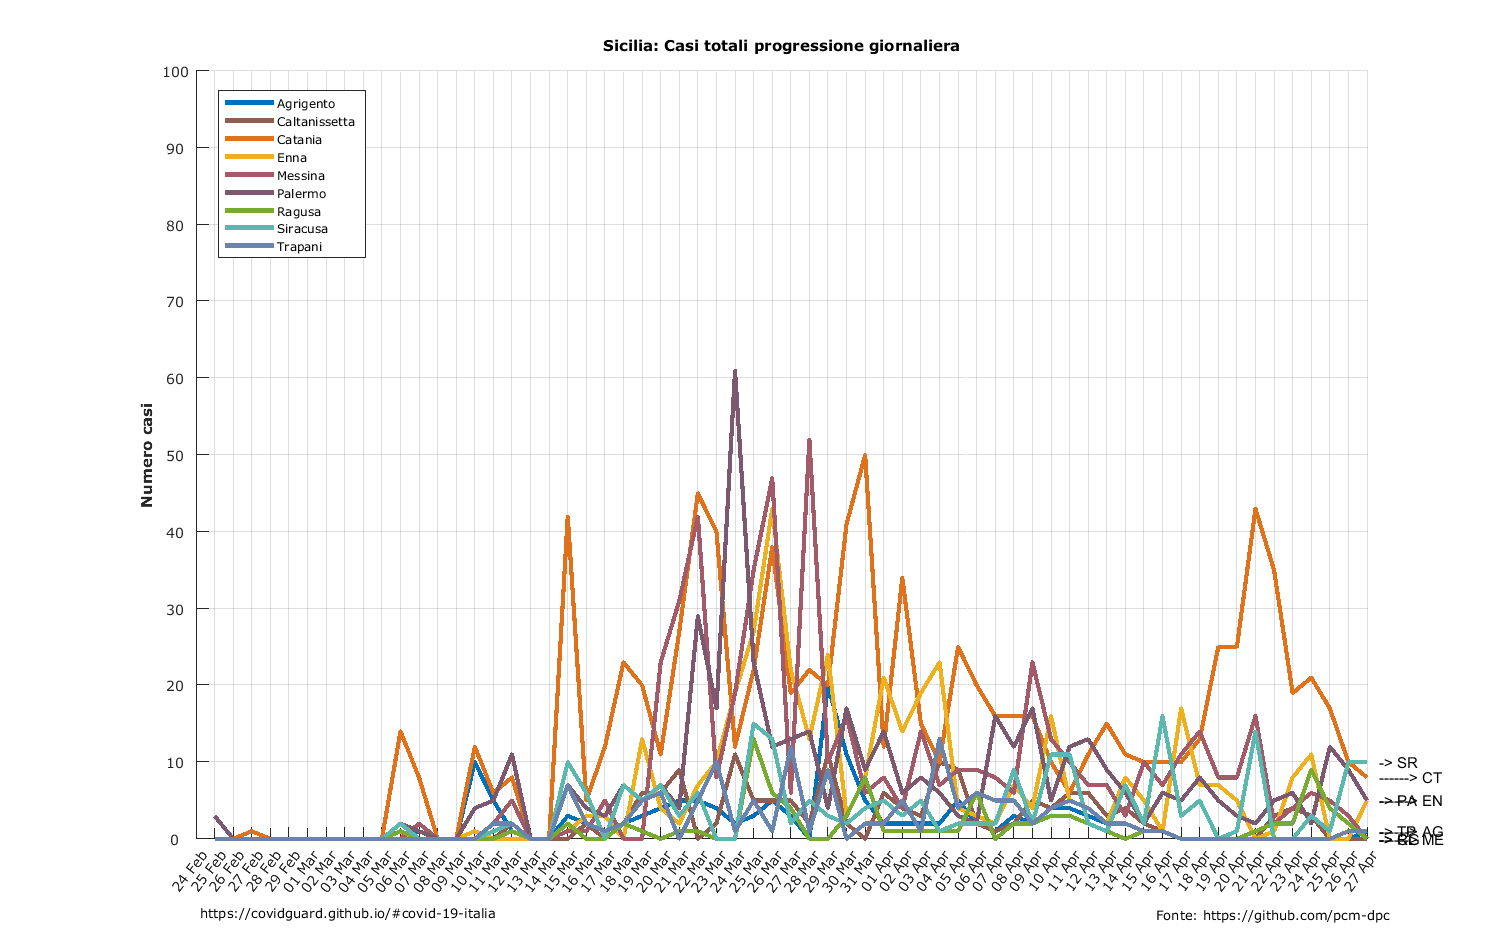 Sicilia: Casi totali progressione giornaliera
Numero casi
100
90
80
70
60
50
40
30
20
10
0
Agrigento
Caltanissetta
Catania
Enna
Messina
Palermo
Ragusa
Siracusa
Trapani
-> SR
------> CT
-> PA EN
-> TP AG
ME
24 Feb
25 Feb
26 Feb
27 Feb
28 Feb
29 Feb
01 Mar
02 Mar
03 Mar
04 Mar
05 Mar
06 Mar
07 Mar
08 Mar
09 Mar
10 Mar
11 Mar
12 Mar
13 Mar
14 Mar
15 Mar
16 Mar
17 Mar
18 Mar
19 Mar
20 Mar
21 Mar
22 Mar
23 Mar
24 Mar
25 Mar
26 Mar
27 Mar
28 Mar
29 Mar
30 Mar
31 Mar
01 Apr
02 Apr
03 Apr
04 Apr
05 Apr
06 Apr
07 Apr
08 Apr
09 Apr
10 Apr
11 Apr
12 Apr
13 Apr
14 Apr
15 Apr
16 Apr
17 Apr
18 Apr
19 Apr
20 Apr
21 Apr
22 Apr
23 Apr
24 Apr
25 Apr
26 Apr
27 Apr
https://covidguard.github.io/#covid-19-italia
Fonte: https://github.com/pcm-dpc